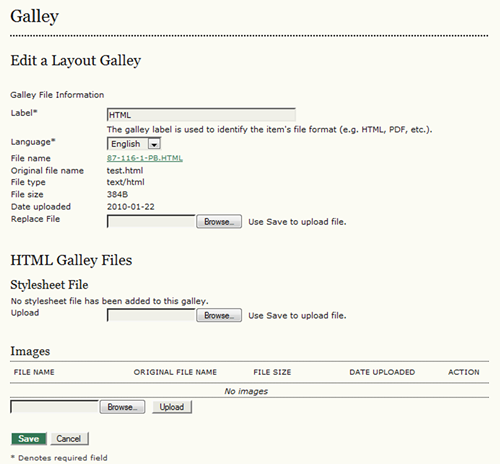 Galley
Edit a Layout Galley
Galley File Information
Label* HTML
The galley label is used to identify the item's file format (e.g. HTML, PDF, etc.).
Language* English
File name 87-116-1-PB.HTML
Original file name test.html
File type text/html
File size 384B
Date uploaded 2010-01-22
Replace File Browse... Use Save to upload file.
HTML Galley Files
Stylesheet File
No stylesheet file has been added to this galley.
Upload Browse... Use Save to upload file.
Images
FILE NAME ORIGINAL FILE NAME FILE SIZE DATE UPLOADED ACTION
No images
Browse... Upload
Save Cancel
* Denotes required field